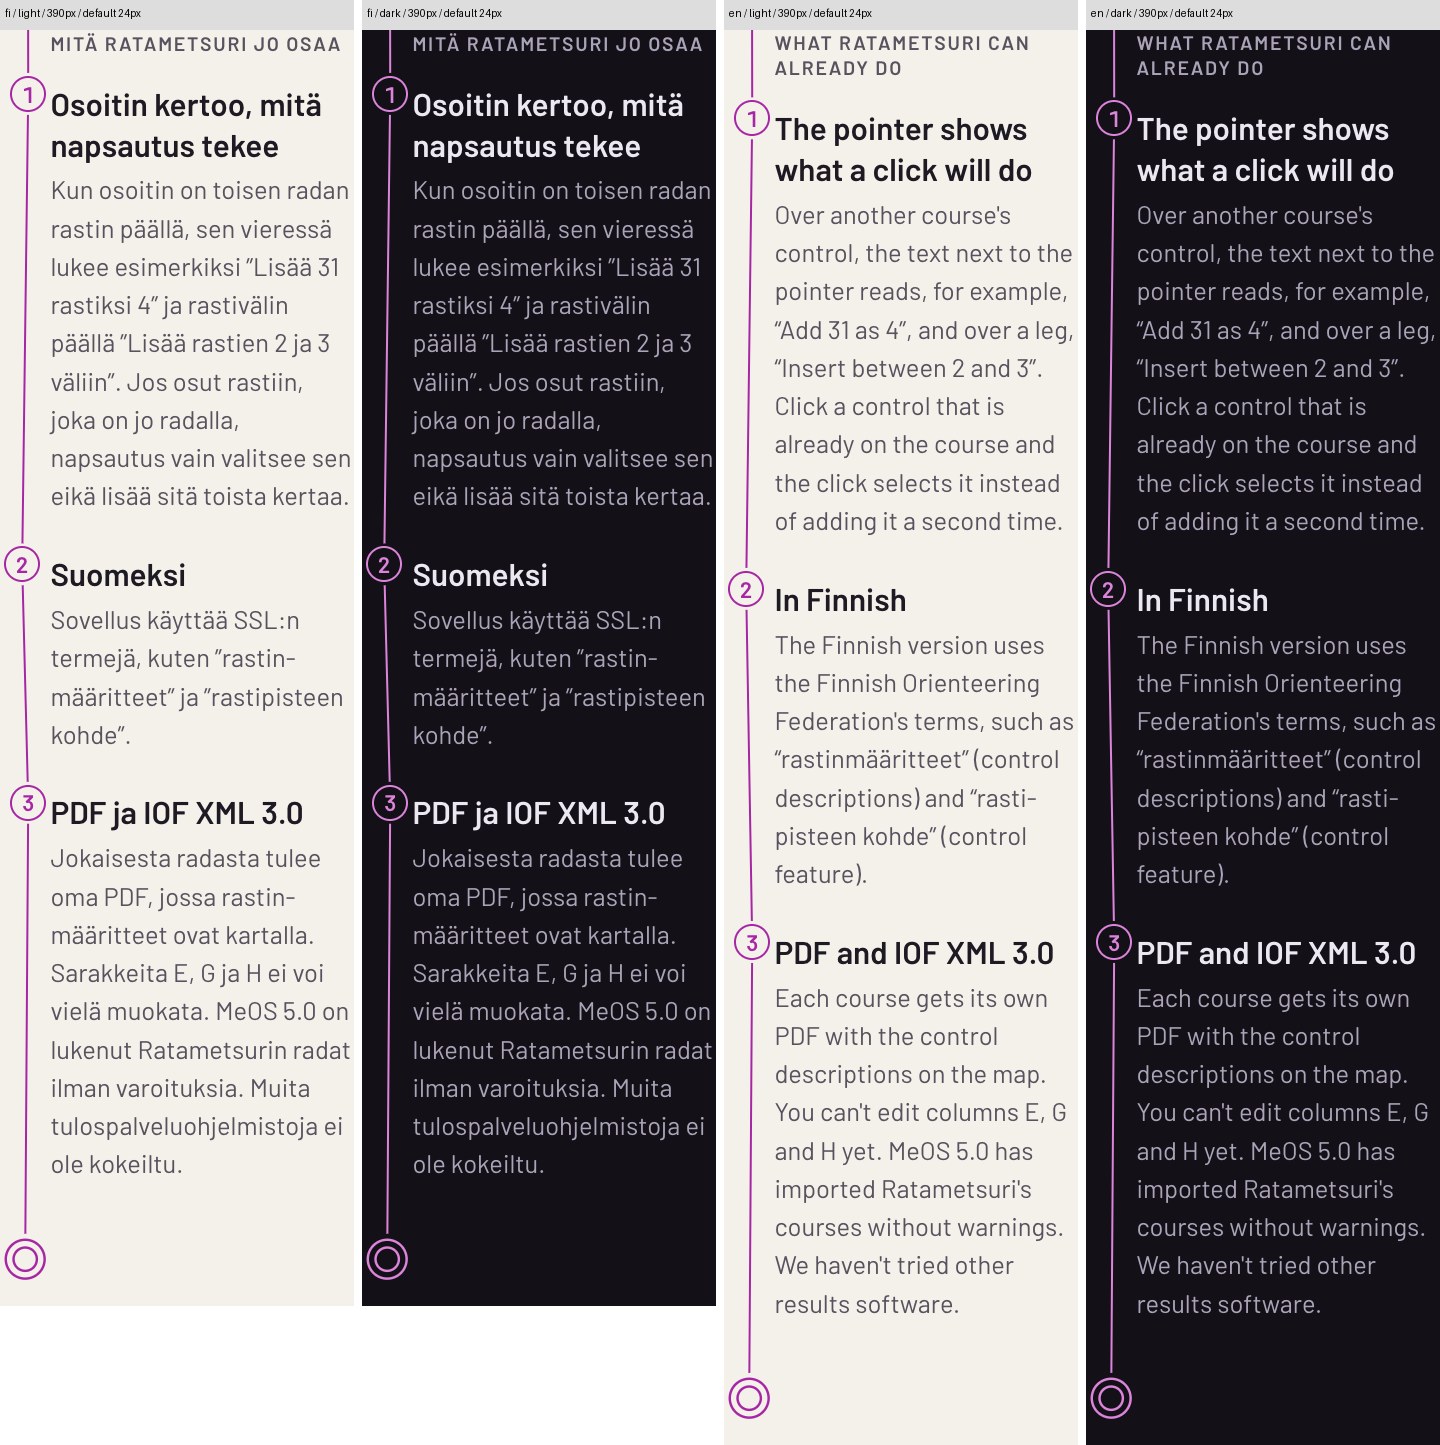 fi / light / 390px / default 24px
MITÄ RATAMETSURI JO OSAA
1
Osoitin kertoo, mitä
napsautus tekee
Kun osoitin on toisen radan
rastin päällä, sen vieressä
lukee esimerkiksi ”Lisää 31
rastiksi 4” ja rastivälin
päällä ”Lisää rastien 2 ja 3
väliin”. Jos osut rastiin,
joka on jo radalla,
napsautus vain valitsee sen
eikä lisää sitä toista kertaa.
2
Suomeksi
Sovellus käyttää SSL:n
termejä, kuten ”rastin-
määritteet” ja ”rastipisteen
kohde”.
3
PDF ja IOF XML 3.0
Jokaisesta radasta tulee
oma PDF, jossa rastin-
määritteet ovat kartalla.
Sarakkeita E, G ja H ei voi
vielä muokata. MeOS 5.0 on
lukenut Ratametsurin radat
ilman varoituksia. Muita
tulospalveluohjelmistoja ei
ole kokeiltu.
fi / dark / 390px / default 24px
MITÄ RATAMETSURI JO OSAA
1
Osoitin kertoo, mitä
napsautus tekee
Kun osoitin on toisen radan
rastin päällä, sen vieressä
lukee esimerkiksi ”Lisää 31
rastiksi 4” ja rastivälin
päällä ”Lisää rastien 2 ja 3
väliin”. Jos osut rastiin,
joka on jo radalla,
napsautus vain valitsee sen
eikä lisää sitä toista kertaa.
2
Suomeksi
Sovellus käyttää SSL:n
termejä, kuten ”rastin-
määritteet” ja ”rastipisteen
kohde”.
3
PDF ja IOF XML 3.0
Jokaisesta radasta tulee
oma PDF, jossa rastin-
määritteet ovat kartalla.
Sarakkeita E, G ja H ei voi
vielä muokata. MeOS 5.0 on
lukenut Ratametsurin radat
ilman varoituksia. Muita
tulospalveluohjelmistoja ei
ole kokeiltu.
en / light / 390px / default 24px
WHAT RATAMETSURI CAN
ALREADY DO
1
The pointer shows
what a click will do
Over another course's
control, the text next to the
pointer reads, for example,
“Add 31 as 4”, and over a leg,
“Insert between 2 and 3”.
Click a control that is
already on the course and
the click selects it instead
of adding it a second time.
2
In Finnish
The Finnish version uses
the Finnish Orienteering
Federation's terms, such as
“rastinmääritteet” (control
descriptions) and “rasti-
pisteen kohde” (control
feature).
3
PDF and IOF XML 3.0
Each course gets its own
PDF with the control
descriptions on the map.
You can't edit columns E, G
and H yet. MeOS 5.0 has
imported Ratametsuri's
courses without warnings.
We haven't tried other
results software.
en / dark / 390px / default 24px
WHAT RATAMETSURI CAN
ALREADY DO
1
The pointer shows
what a click will do
Over another course's
control, the text next to the
pointer reads, for example,
“Add 31 as 4”, and over a leg,
“Insert between 2 and 3”.
Click a control that is
already on the course and
the click selects it instead
of adding it a second time.
2
In Finnish
The Finnish version uses
the Finnish Orienteering
Federation's terms, such as
“rastinmääritteet” (control
descriptions) and “rasti-
pisteen kohde” (control
feature).
3
PDF and IOF XML 3.0
Each course gets its own
PDF with the control
descriptions on the map.
You can't edit columns E, G
and H yet. MeOS 5.0 has
imported Ratametsuri's
courses without warnings.
We haven't tried other
results software.